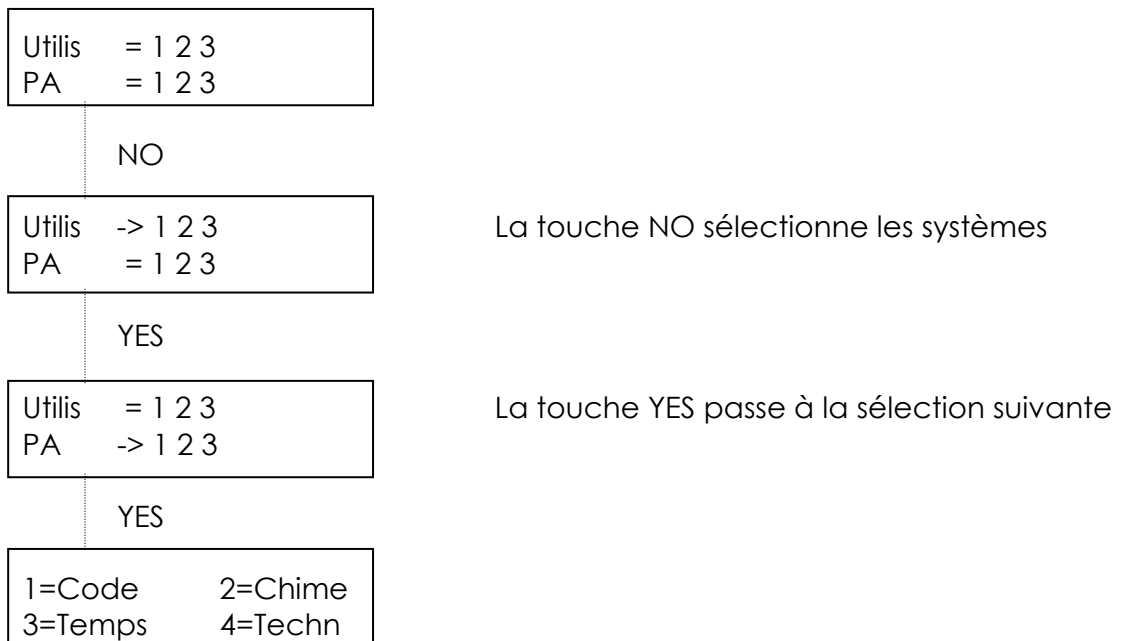 Utilis = 1 2 3
PA = 1 2 3
NO
Utilis -> 1 2 3
PA = 1 2 3
La touche NO sélectionne les systèmes
YES
Utilis = 1 2 3
PA -> 1 2 3
La touche YES passe à la sélection suivante
YES
1=Code 2=Chime
3=Temps 4=Techn